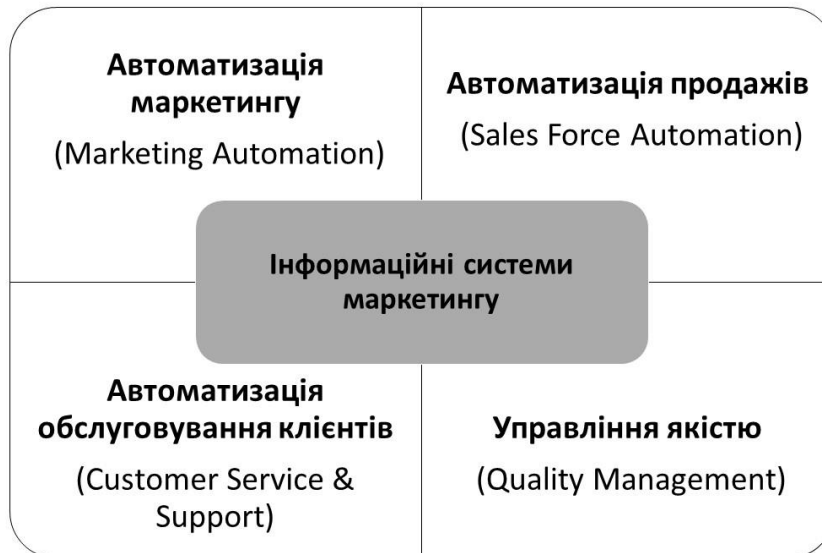 Автоматизація
маркетингу
(Marketing Automation)
Автоматизація продажів
(Sales Force Automation)
Інформаційні системи
маркетингу
Автоматизація
обслуговування клієнтів
(Customer Service &
Support)
Управління якістю
(Quality Management)